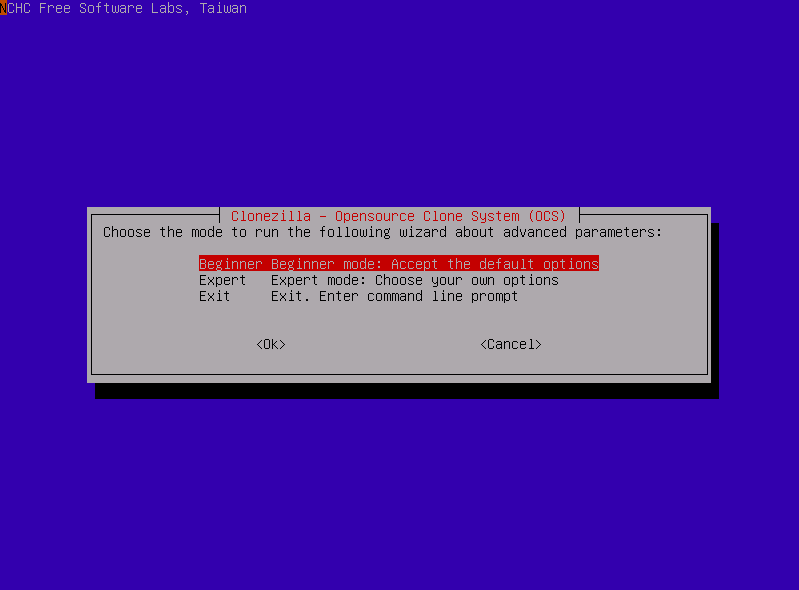 NCHC Free Software Labs, Taiwan
Clonezilla - Opensource Clone System (OCS)
Choose the mode to run the following wizard about advanced parameters:
Beginner Beginner mode: Accept the default options
Expert Expert mode: Choose your own options
Exit Exit. Enter command line prompt
<Ok> <Cancel>